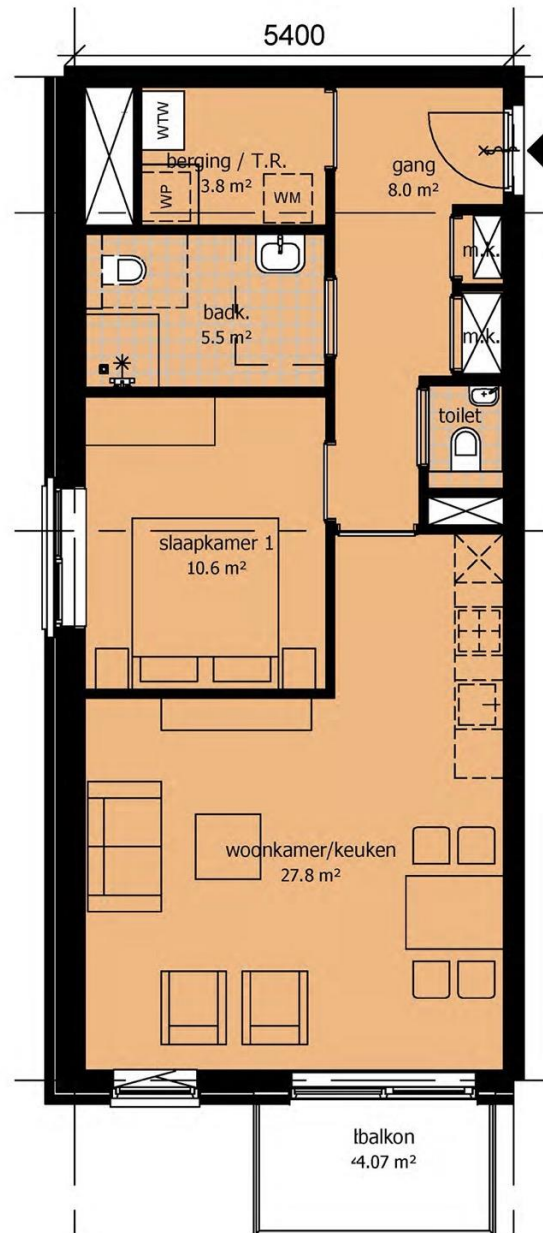 5400
WTW
berging / T.R.
3.8 m²
WP
WM
gang
8.0 m²
m.k.
badk.
5.5 m²
m.k.
toilet
slaapkamer 1
10.6 m²
woonkamer/keuken
27.8 m²
balkon
4.07 m²